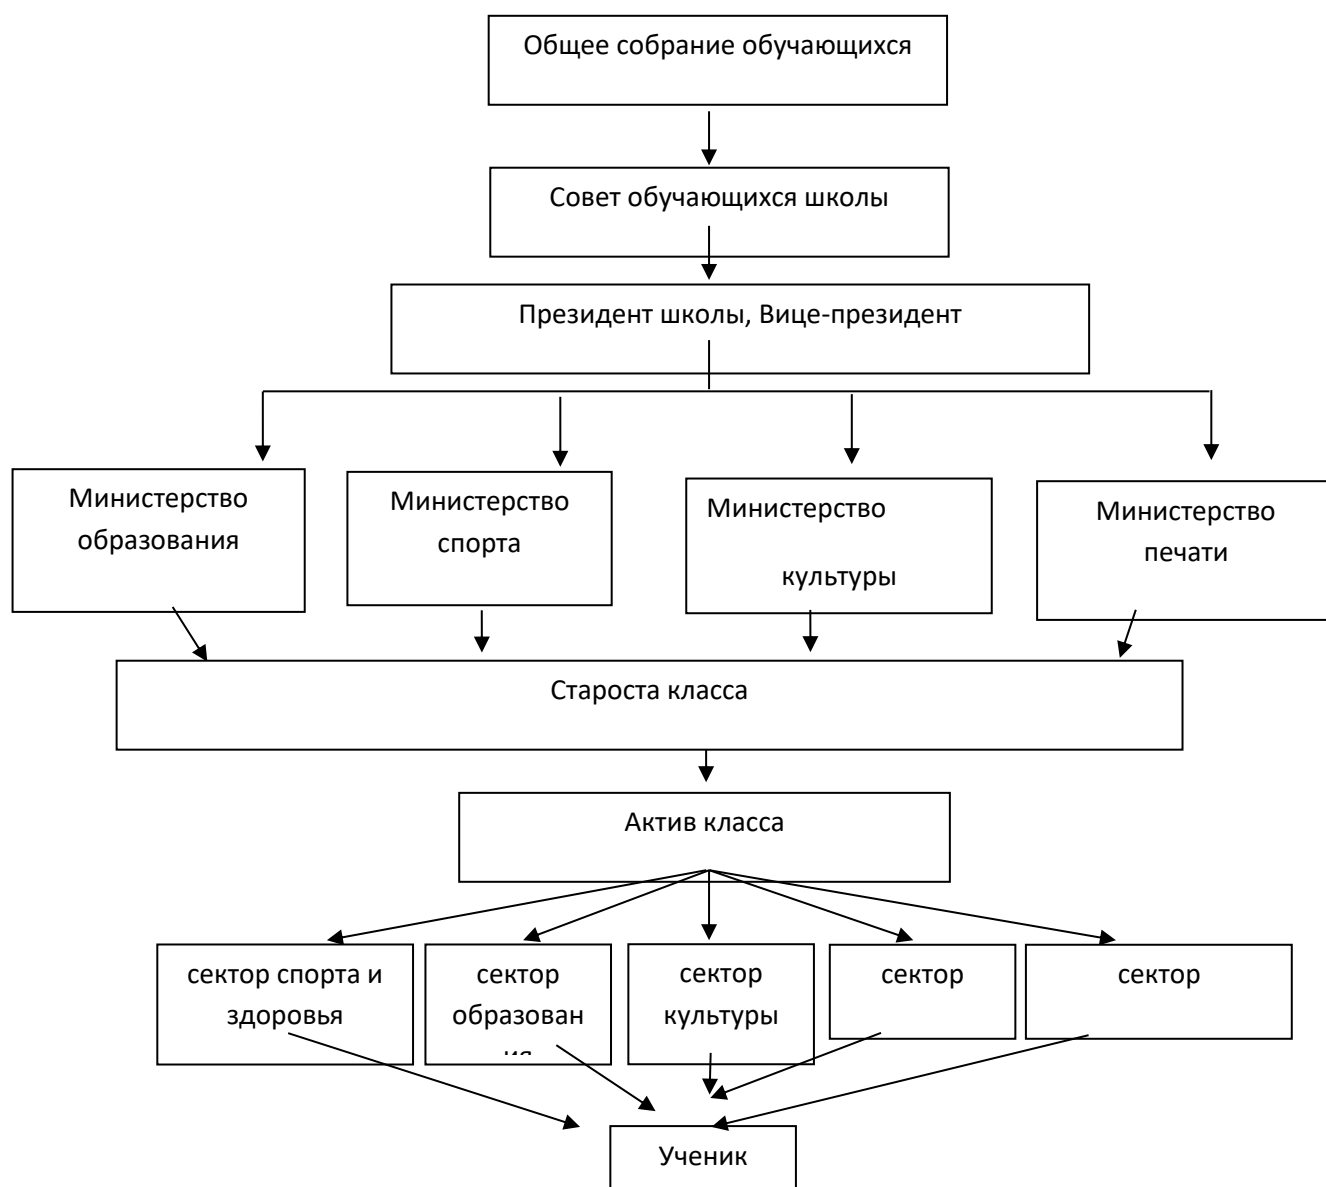 Общее собрание обучающихся
Совет обучающихся школы
Президент школы, Вице-президент
Министерство
образования
Министерство
спорта
Министерство
культуры
Министерство
печати
Староста класса
Актив класса
сектор спорта и
здоровья
сектор
образован
ия
сектор
культуры
сектор
сектор
Ученик